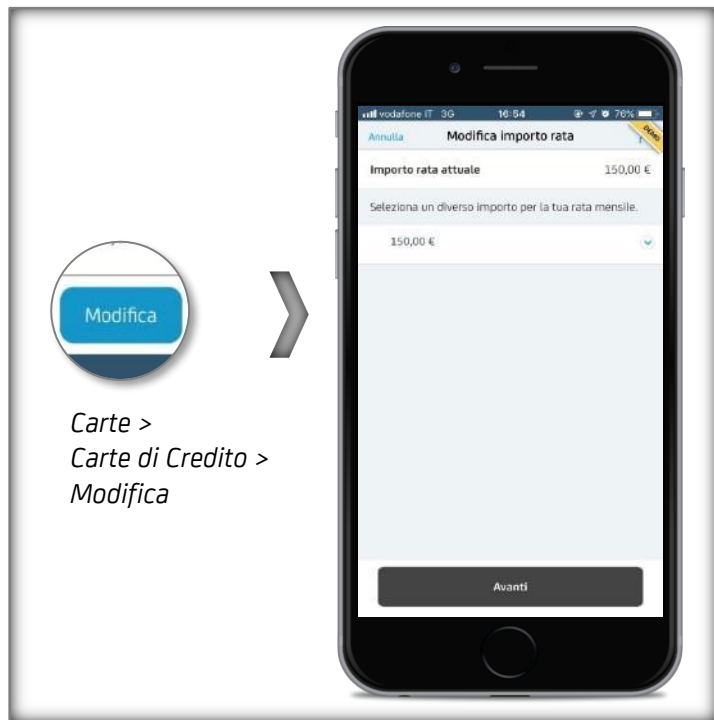 vodafone IT 3G 16:54 76%
Annulla Modifica importo rata
DEMO
Importo rata attuale 150,00 €
Seleziona un diverso importo per la tua rata mensile.
150,00 €
Modifica
Carte >
Carte di Credito >
Modifica
Avanti